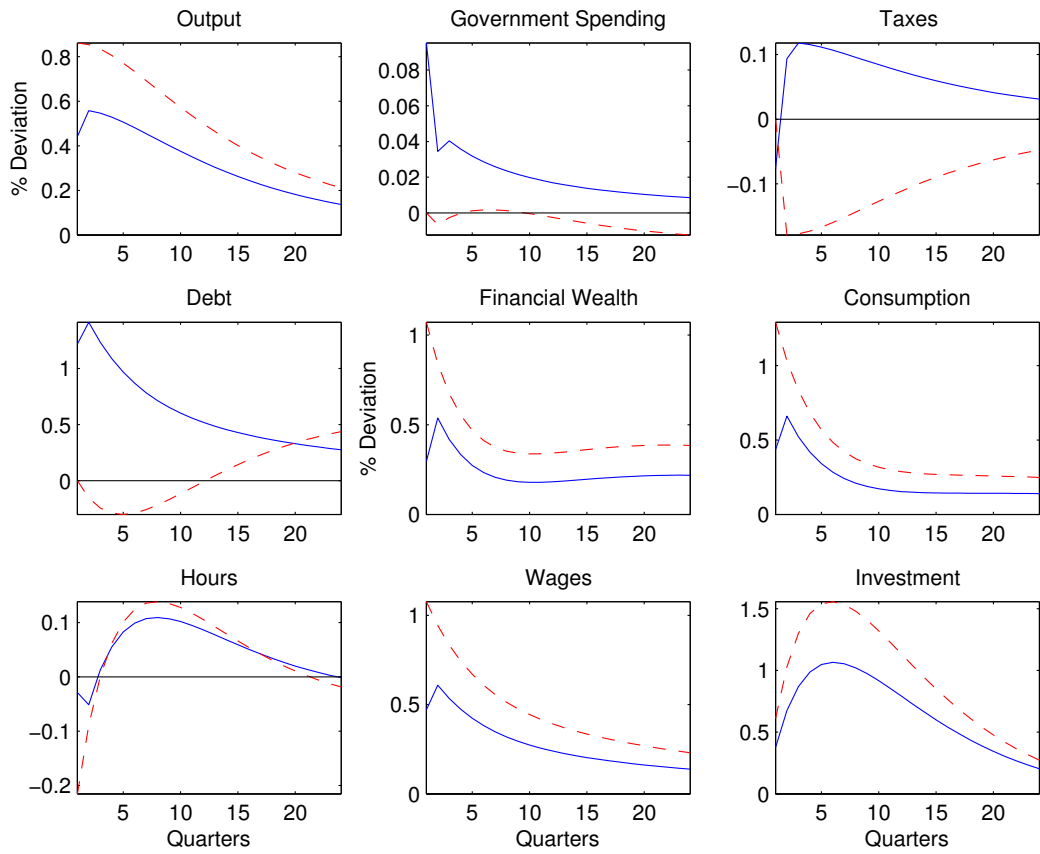 Output
Government Spending
Taxes
% Deviation
0.8
0.6
0.4
0.2
0
5 10 15 20
0.08
0.06
0.04
0.02
0
5 10 15 20
0.1
0
−0.1
5 10 15 20
Debt
Financial Wealth
Consumption
1
0.5
0
5 10 15 20
% Deviation
1
0.5
0
5 10 15 20
1
0.5
0
5 10 15 20
Hours
Wages
Investment
0.1
0
−0.1
−0.2
5 10 15 20
Quarters
1
0.5
0
5 10 15 20
Quarters
1.5
1
0.5
0
5 10 15 20
Quarters